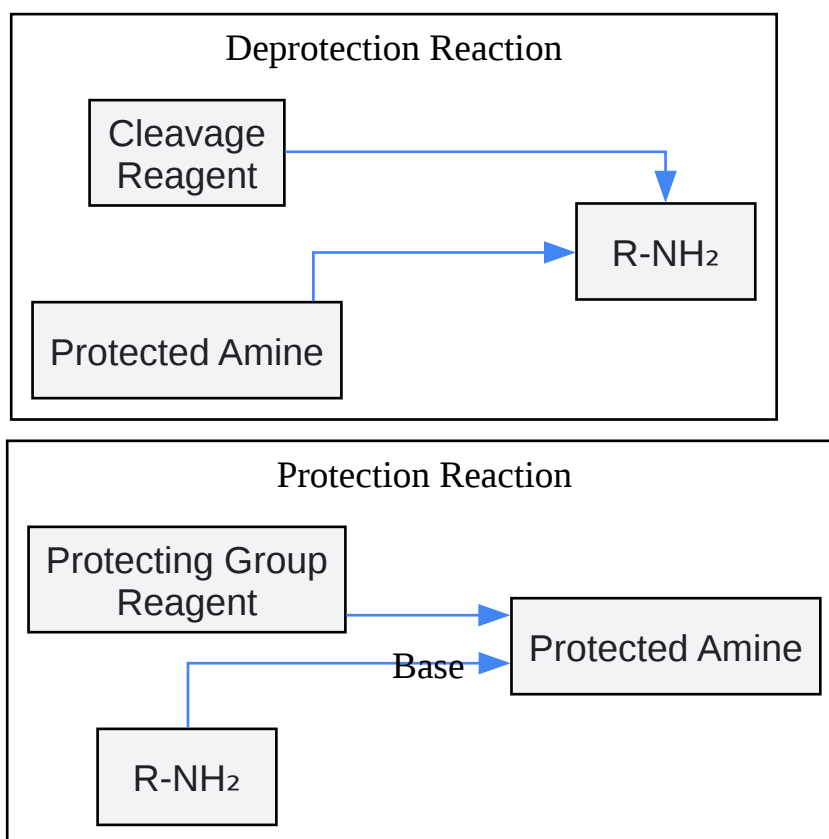 Deprotection Reaction
Cleavage
Reagent
R-NH₂
Protected Amine
Protection Reaction
Protecting Group
Reagent
Protected Amine
Base
R-NH₂